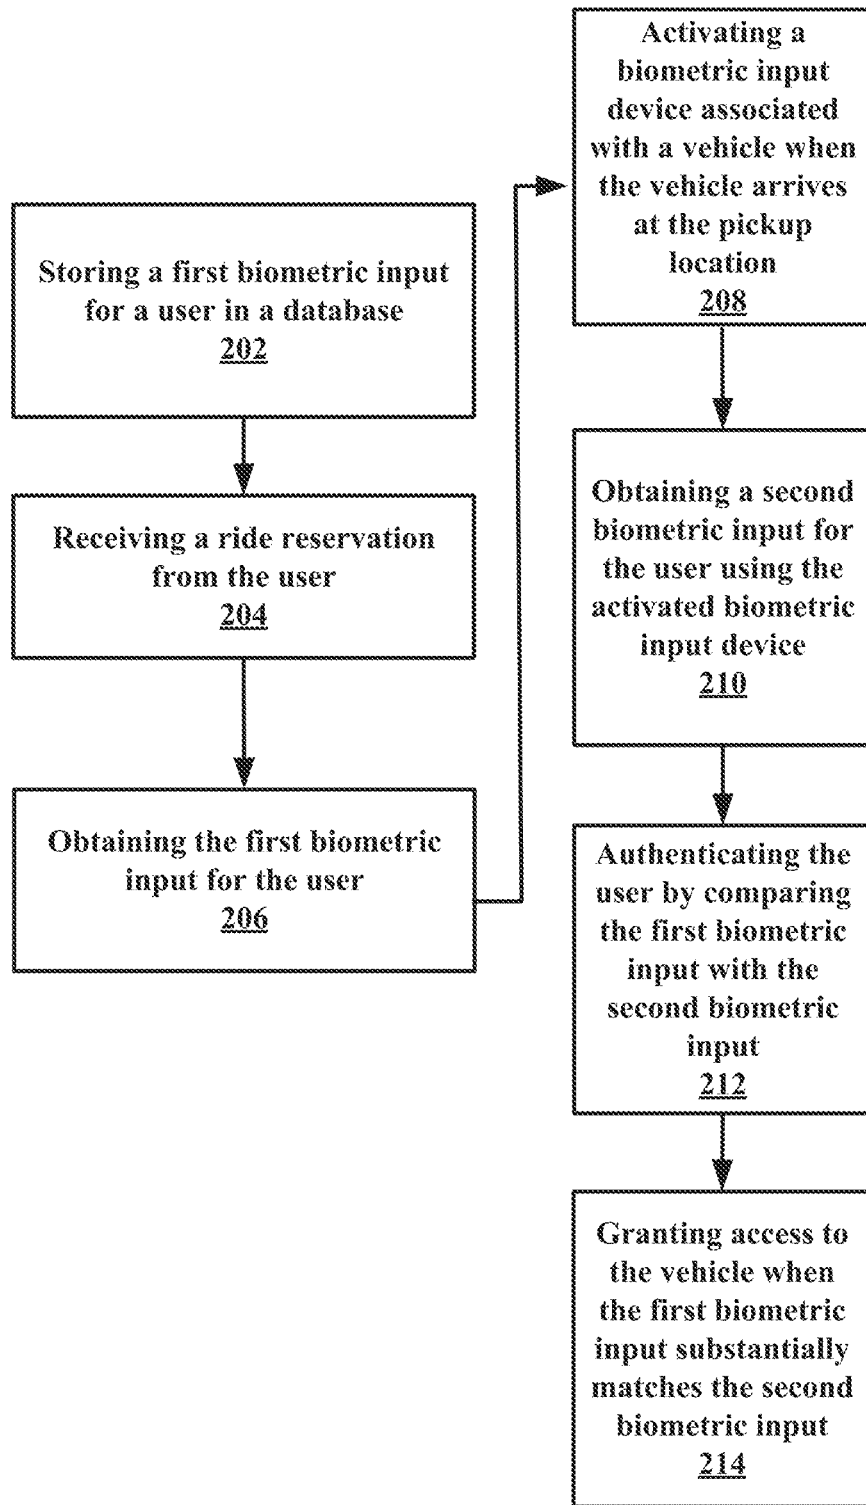 Storing a first biometric input
for a user in a database
202
Receiving a ride reservation
from the user
204
Obtaining the first biometric
input for the user
206
Activating a
biometric input
device associated
with a vehicle when
the vehicle arrives
at the pickup
location
208
Obtaining a second
biometric input for
the user using the
activated biometric
input device
210
Authenticating the
user by comparing
the first biometric
input with the
second biometric
input
212
Granting access to
the vehicle when
the first biometric
input substantially
matches the second
biometric input
214